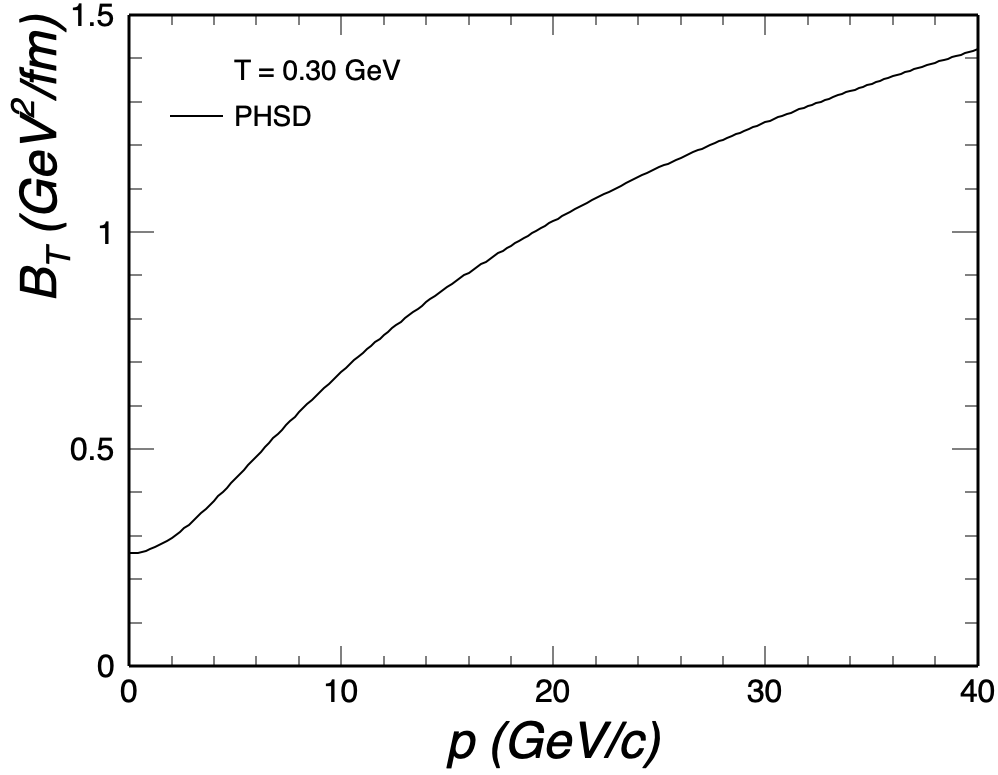 1.5
T = 0.30 GeV
PHSD
B_T (GeV²/fm)
1
0.5
0
0 10 20 30 40
p (GeV/c)